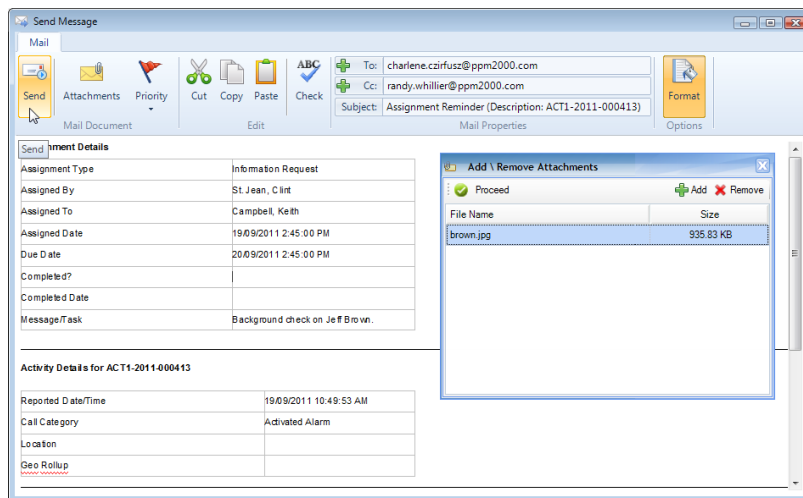 Send Message
Mail
Send
Attachments
Priority
Cut
Copy
Paste
ABC
Check
To: charlene.czirfusz@ppm2000.com
Cc: randy.whillier@ppm2000.com
Subject: Assignment Reminder (Description: ACT1-2011-000413)
Format
Mail Document
Edit
Mail Properties
Options
Send
nment Details
Assignment Type Information Request
Assigned By St. Jean, Clint
Assigned To Campbell, Keith
Assigned Date 19/09/2011 2:45:00 PM
Due Date 20/09/2011 2:45:00 PM
Completed?
Completed Date
Message/Task Background check on Jeff Brown.
Add \ Remove Attachments
Proceed Add Remove
File Name Size
brown.jpg 935.83 KB
Activity Details for ACT1-2011-000413
Reported Date/Time 19/09/2011 10:49:53 AM
Call Category Activated Alarm
Location
Geo Rollup